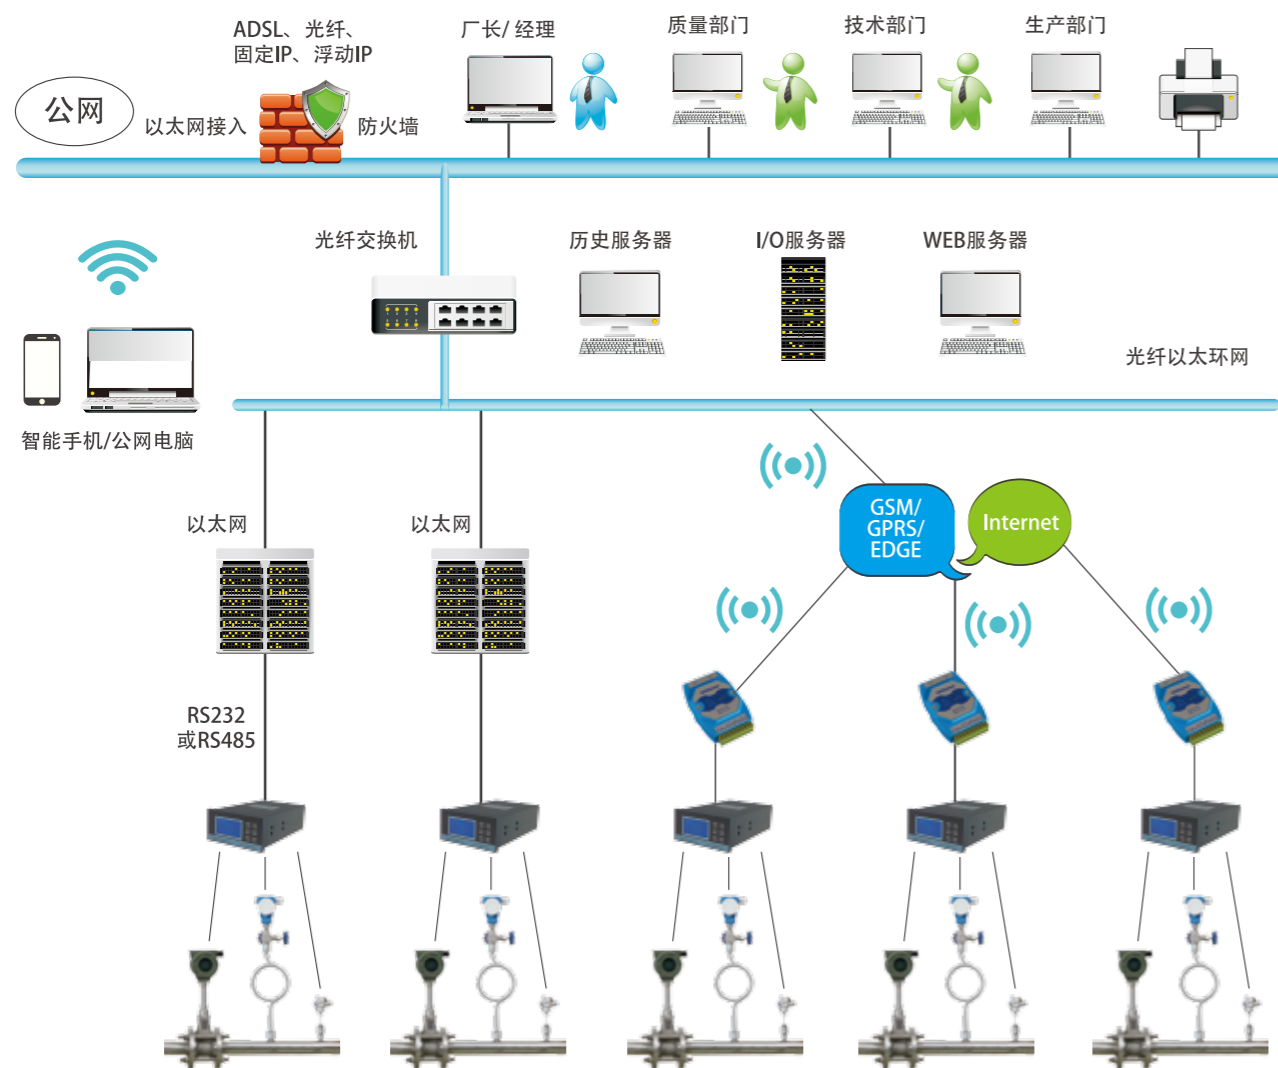 ADSL、光纤、
固定IP、浮动IP
厂长/ 经理
质量部门
技术部门
生产部门
公网
以太网接入
防火墙
光纤交换机
历史服务器
I/O服务器
WEB服务器
光纤以太环网
智能手机/公网电脑
以太网
以太网
GSM/
GPRS/
EDGE
Internet
RS232
或RS485